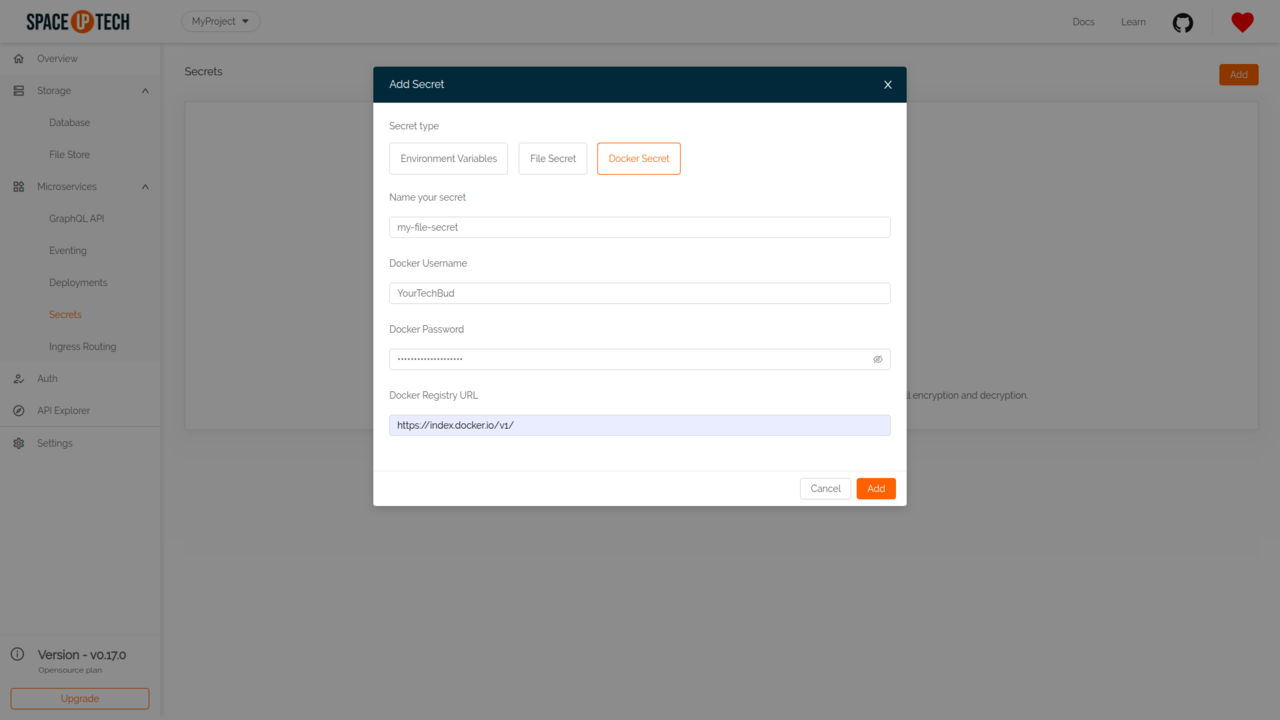 SPACE UP TECH
MyProject
Docs
Learn
Overview
Storage
Database
File Store
Microservices
GraphQL API
Eventing
Deployments
Secrets
Ingress Routing
Auth
API Explorer
Settings
Version - v0.17.0
Opensource plan
Upgrade
Secrets
Add
encryption and decryption.
Add Secret
X
Secret type
Environment Variables
File Secret
Docker Secret
Name your secret
my-file-secret
Docker Username
YourTechBud
Docker Password
••••••••••••••••••••
Docker Registry URL
https://index.docker.io/v1/
Cancel
Add